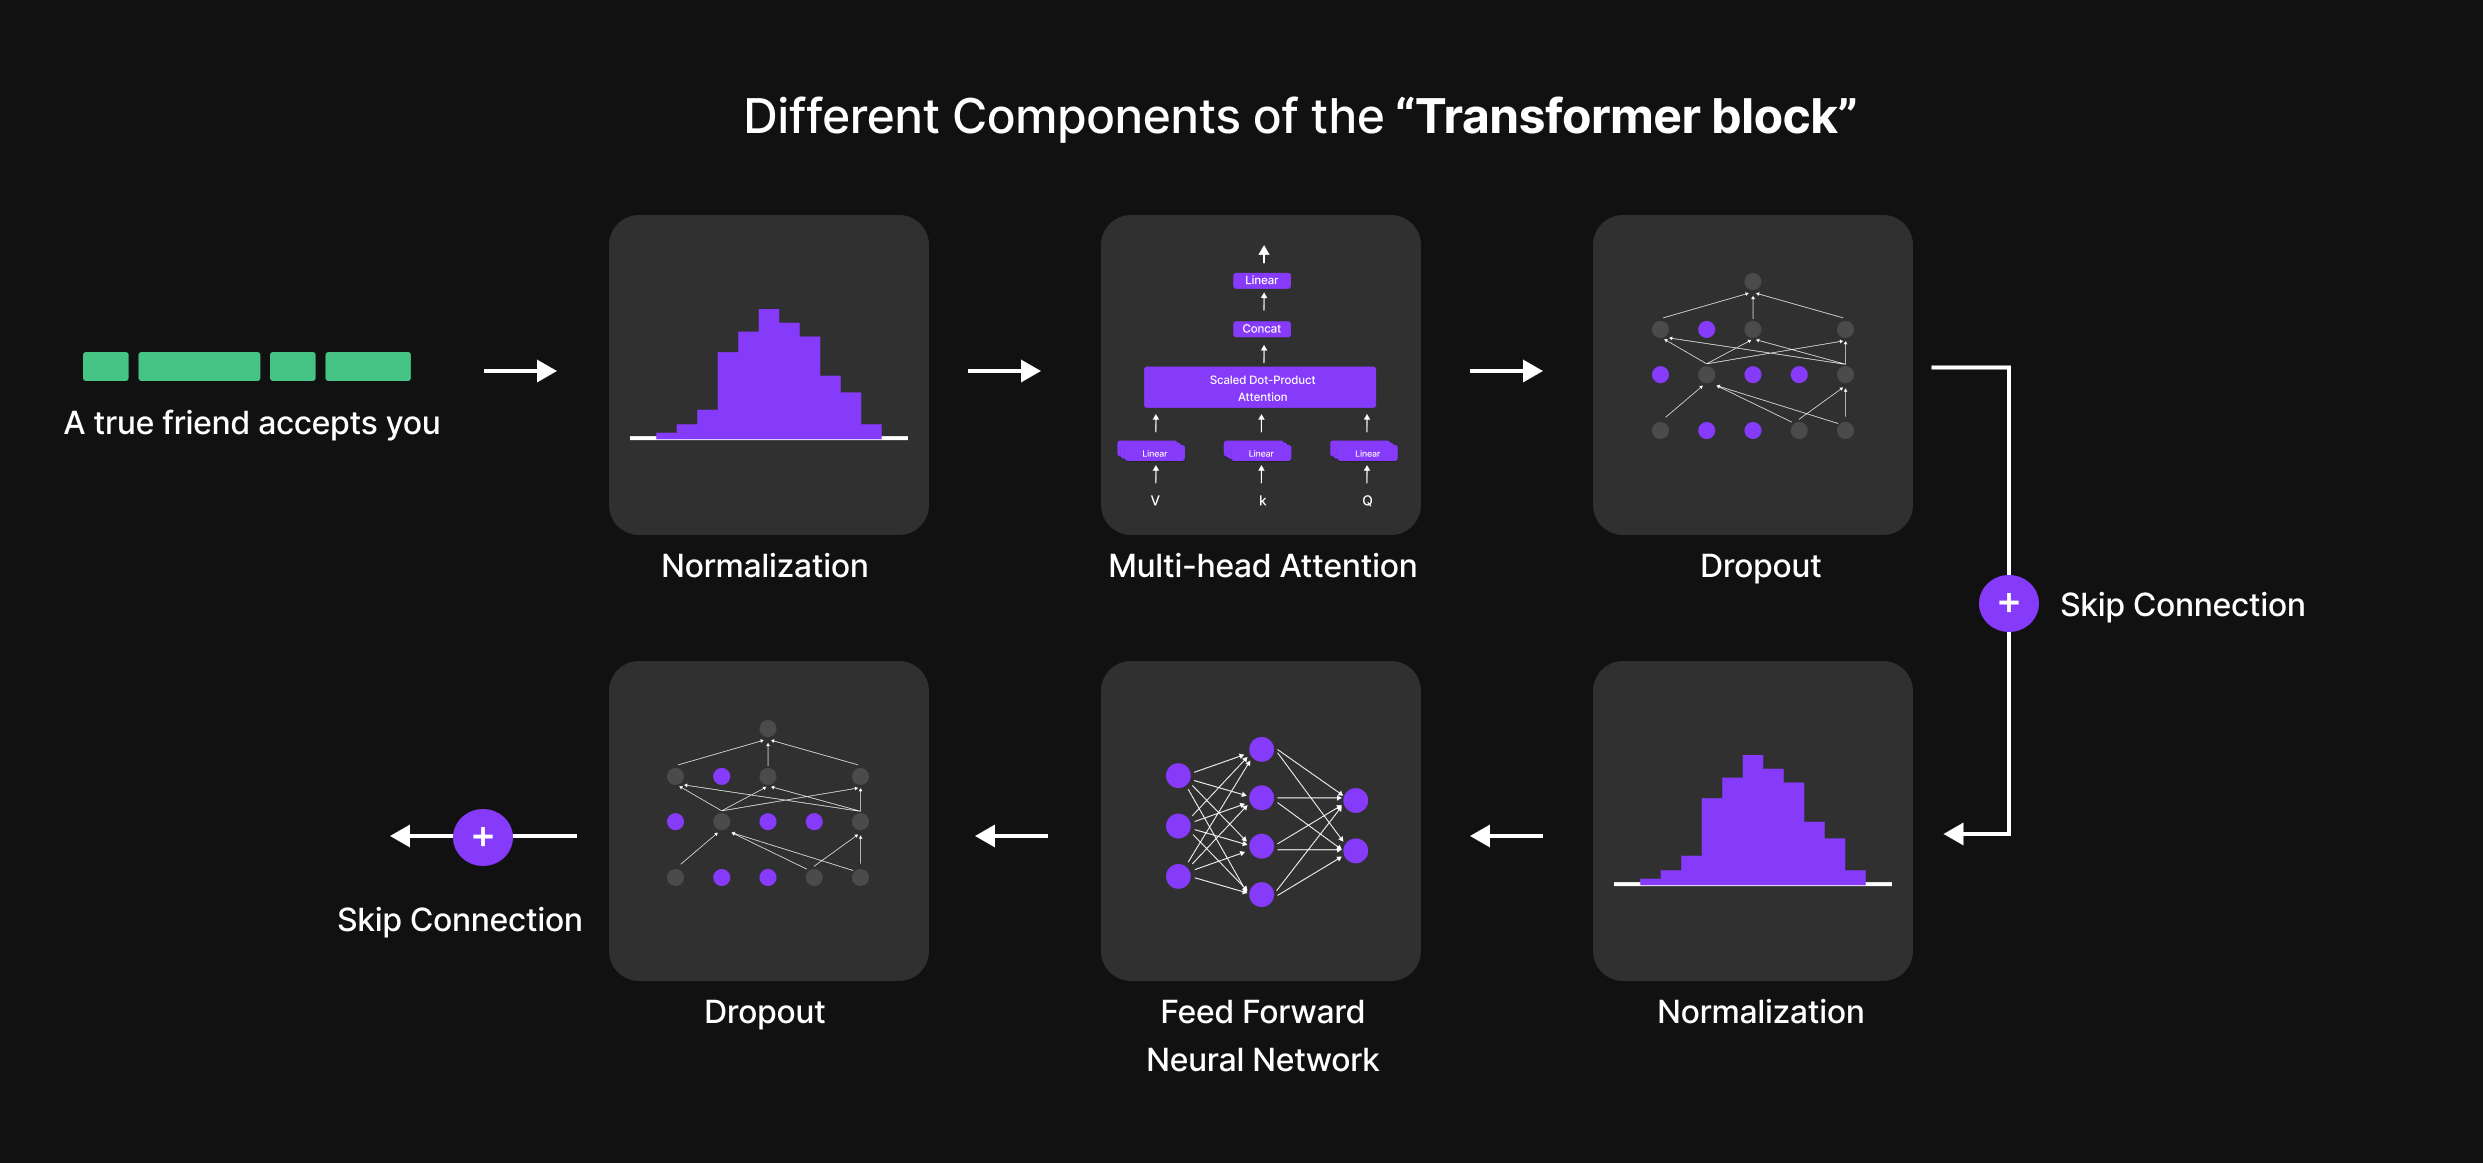 Different Components of the “Transformer block”
A true friend accepts you
Normalization
Linear
Concat
Scaled Dot-Product
Attention
Linear
Linear
Linear
V
k
Q
Multi-head Attention
Dropout
+
Skip Connection
Normalization
Feed Forward
Neural Network
Dropout
+
Skip Connection